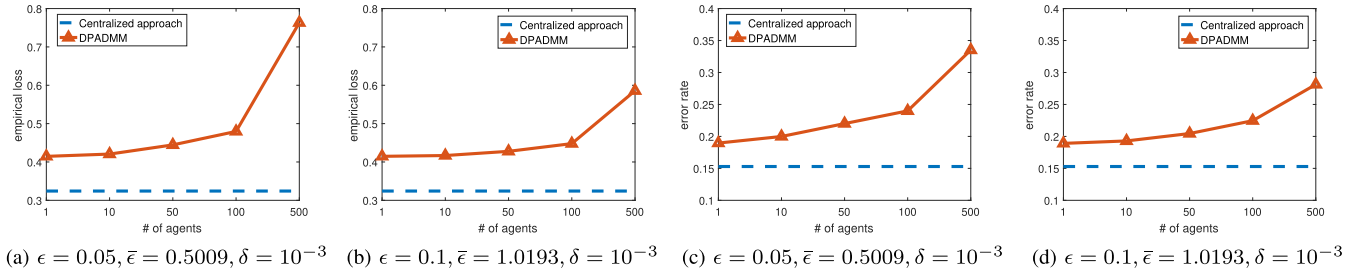 0.8
0.7
0.6
0.5
0.4
0.3
empirical loss
Centralized approach
DPADMM
1 10 50 100 500
# of agents
(a) ϵ = 0.05, ϵ̄ = 0.5009, δ = 10⁻³
0.8
0.7
0.6
0.5
0.4
0.3
empirical loss
Centralized approach
DPADMM
1 10 50 100 500
# of agents
(b) ϵ = 0.1, ϵ̄ = 1.0193, δ = 10⁻³
0.4
0.35
0.3
0.25
0.2
0.15
0.1
error rate
Centralized approach
DPADMM
1 10 50 100 500
# of agents
(c) ϵ = 0.05, ϵ̄ = 0.5009, δ = 10⁻³
0.4
0.35
0.3
0.25
0.2
0.15
0.1
error rate
Centralized approach
DPADMM
1 10 50 100 500
# of agents
(d) ϵ = 0.1, ϵ̄ = 1.0193, δ = 10⁻³